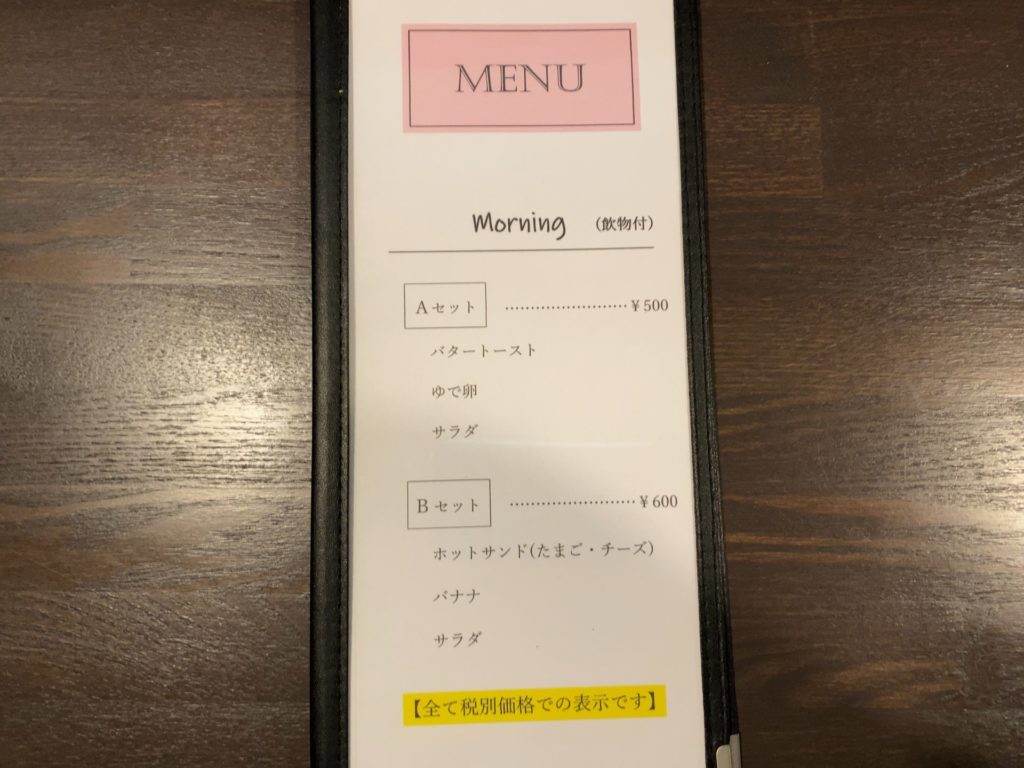 MENU
Morning （飲物付）
Aセット ........................¥500
バタートースト
ゆで卵
サラダ
Bセット ........................¥600
ホットサンド(たまご・チーズ)
バナナ
サラダ
【全て税別価格での表示です】